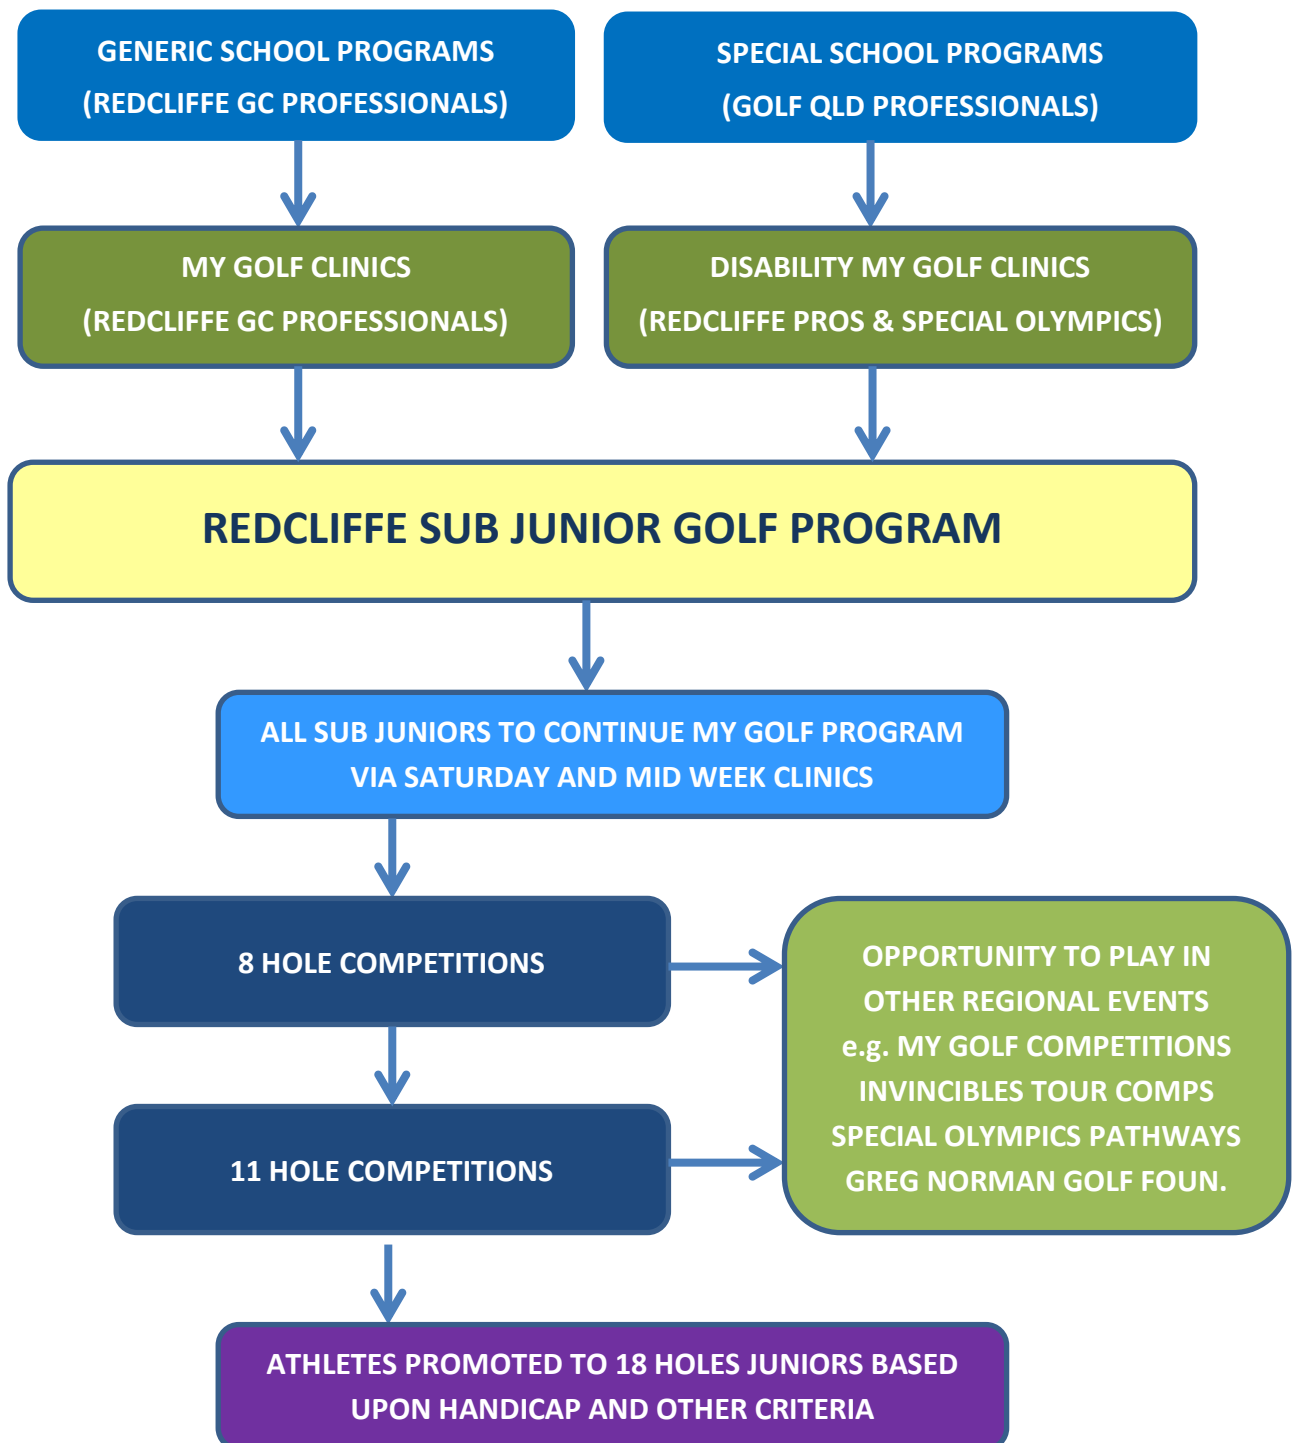 GENERIC SCHOOL PROGRAMS
(REDCLIFFE GC PROFESSIONALS)
SPECIAL SCHOOL PROGRAMS
(GOLF QLD PROFESSIONALS)
MY GOLF CLINICS
(REDCLIFFE GC PROFESSIONALS)
DISABILITY MY GOLF CLINICS
(REDCLIFFE PROS & SPECIAL OLYMPICS)
REDCLIFFE SUB JUNIOR GOLF PROGRAM
ALL SUB JUNIORS TO CONTINUE MY GOLF PROGRAM
VIA SATURDAY AND MID WEEK CLINICS
8 HOLE COMPETITIONS
OPPORTUNITY TO PLAY IN
OTHER REGIONAL EVENTS
e.g. MY GOLF COMPETITIONS
INVINCIBLES TOUR COMPS
SPECIAL OLYMPICS PATHWAYS
GREG NORMAN GOLF FOUN.
11 HOLE COMPETITIONS
ATHLETES PROMOTED TO 18 HOLES JUNIORS BASED
UPON HANDICAP AND OTHER CRITERIA